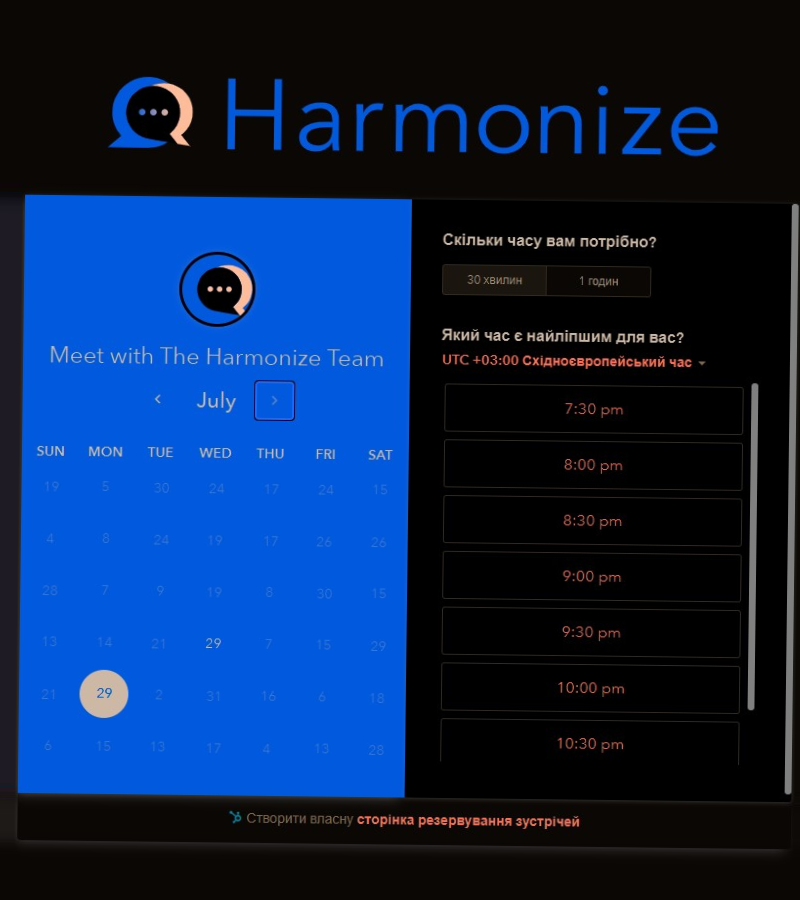 Harmonize
Meet with The Harmonize Team
July
SUN MON TUE WED THU FRI SAT
19 5 30 24 17 24 15
4 8 24 19 17 26 26
28 7 9 19 8 30 15
13 14 21 29 7 15 29
21 29 2 31 16 6 18
6 15 13 17 4 13 28
Скільки часу вам потрібно?
30 хвилин 1 годин
Який час є найліпшим для вас?
UTC +03:00 Східноєвропейський час
7:30 pm
8:00 pm
8:30 pm
9:00 pm
9:30 pm
10:00 pm
10:30 pm
Створити власну сторінка резервування зустрічей